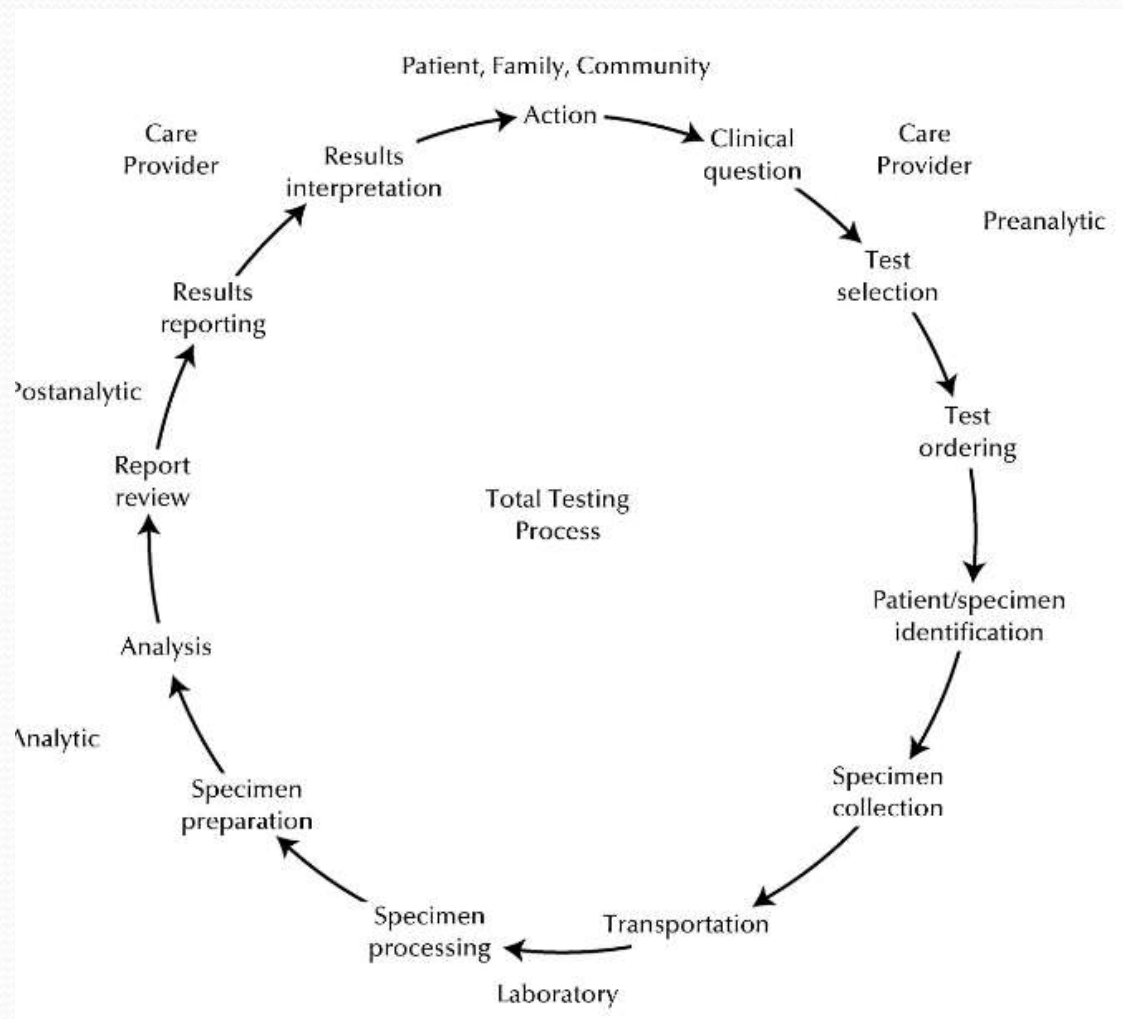 Patient, Family, Community
Action
Care
Provider
Results
interpretation
Clinical
question
Care
Provider
Preanalytic
Test
selection
Results
reporting
Postanalytic
Test
ordering
Report
review
Total Testing
Process
Patient/specimen
identification
Analysis
Analytic
Specimen
preparation
Specimen
collection
Specimen
processing
Transportation
Laboratory